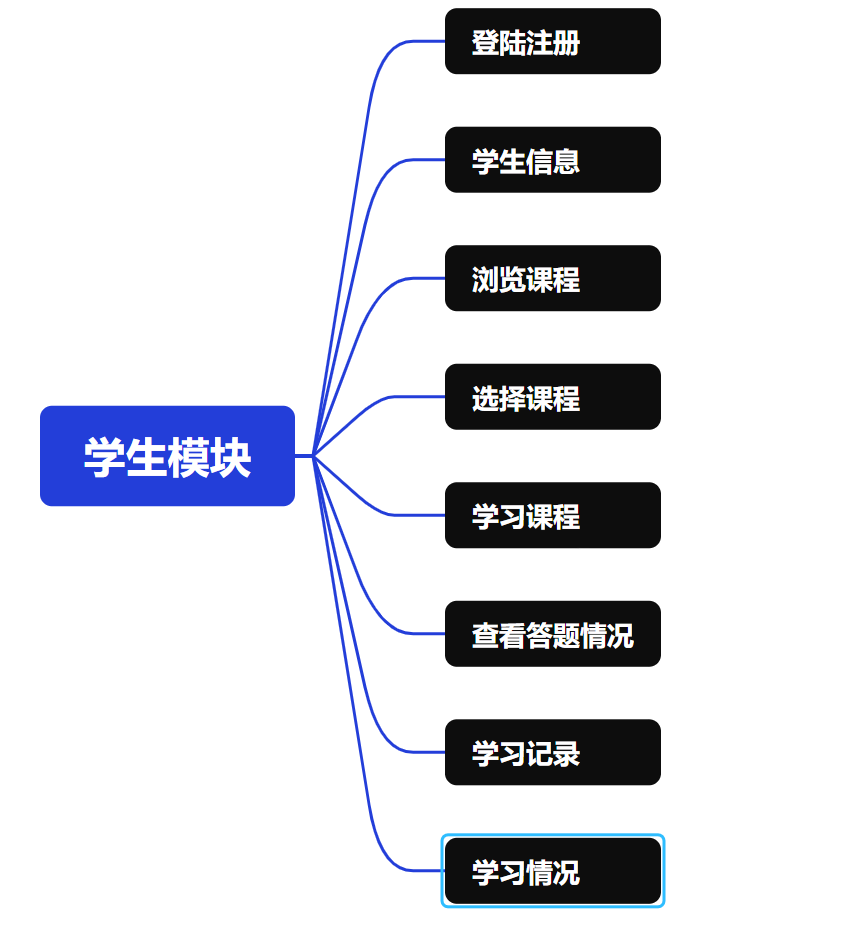 登陆注册
学生信息
浏览课程
选择课程
学生模块
学习课程
查看答题情况
学习记录
学习情况